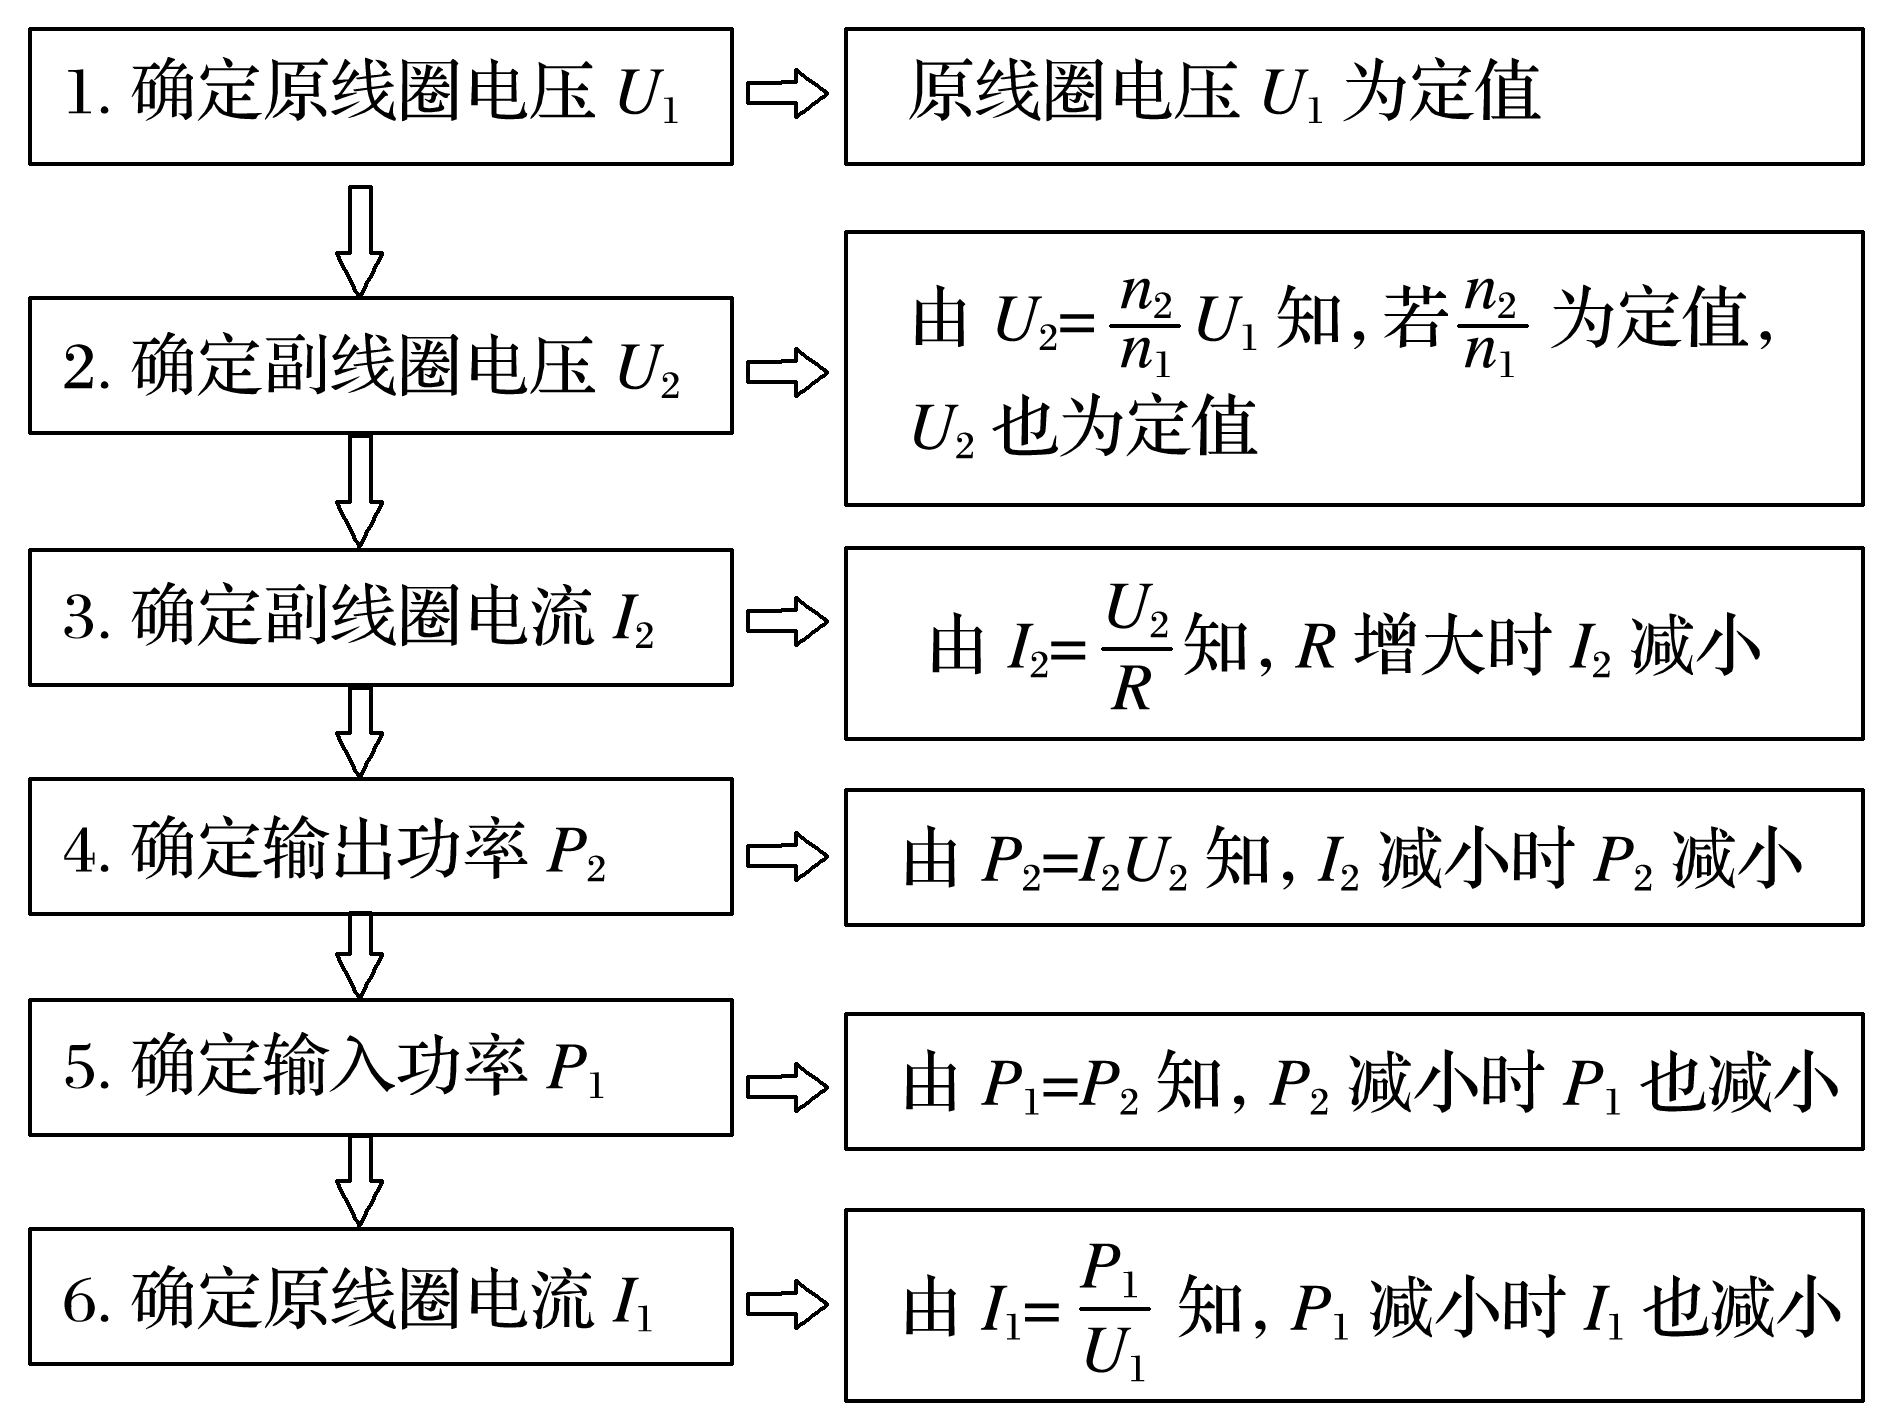 1. 确定原线圈电压 U₁
原线圈电压 U₁ 为定值
2. 确定副线圈电压 U₂
由 U₂=n₂/n₁ U₁ 知, 若 n₂/n₁ 为定值,
U₂ 也为定值
3. 确定副线圈电流 I₂
由 I₂=U₂/R 知, R 增大时 I₂ 减小
4. 确定输出功率 P₂
由 P₂=I₂U₂ 知, I₂ 减小时 P₂ 减小
5. 确定输入功率 P₁
由 P₁=P₂ 知, P₂ 减小时 P₁ 也减小
6. 确定原线圈电流 I₁
由 I₁=P₁/U₁ 知, P₁ 减小时 I₁ 也减小